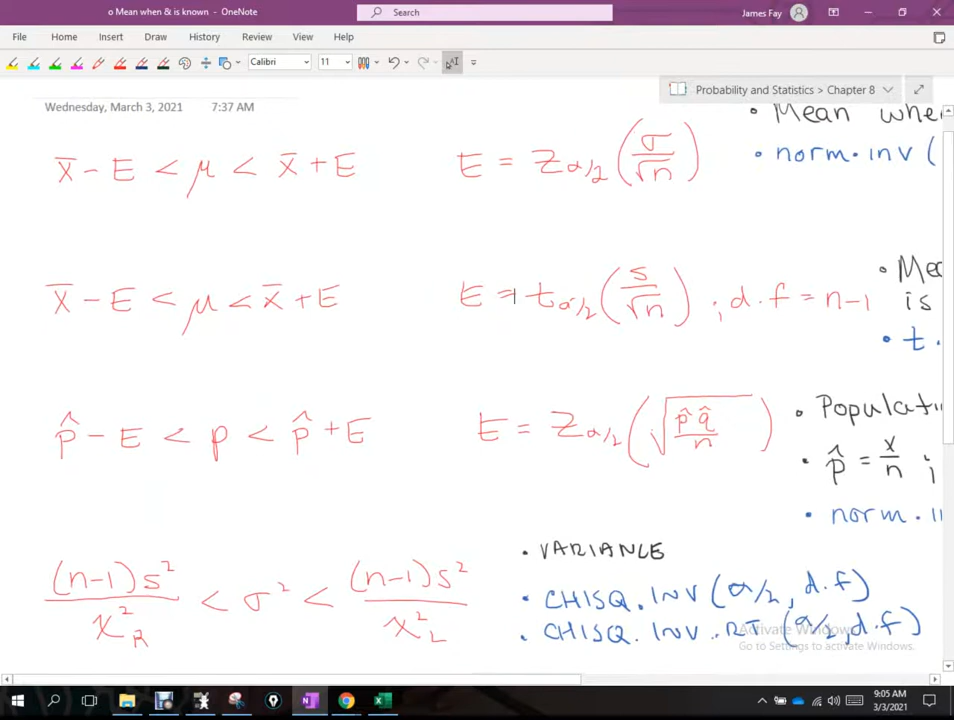 o Mean when & is known - OneNote
Search
James Fay
File Home Insert Draw History Review View Help
Calibri 11
Probability and Statistics > Chapter 8
Wednesday, March 3, 2021 7:37 AM
• Mean whe
x̄ - E < μ < x̄ + E E = Zα/2 (σ/√n)
• norm.inv (
• Me
x̄ - E < μ < x̄ + E E = tα/2 (s/√n) ; d.f = n-1
is
• t.
• Populati
p̂ - E < p < p̂ + E E = Zα/2 (√(p̂q̂/n))
• p̂ = x/n ;
• norm.i
• VARIANCE
(n-1)s²/χ²R < σ² < (n-1)s²/χ²L
• CHISQ.INV (α/2, d.f)
• CHISQ.INV.RT (α/2, d.f)
Activate Windows
Go to Settings to activate Windows.
9:05 AM
3/3/2021